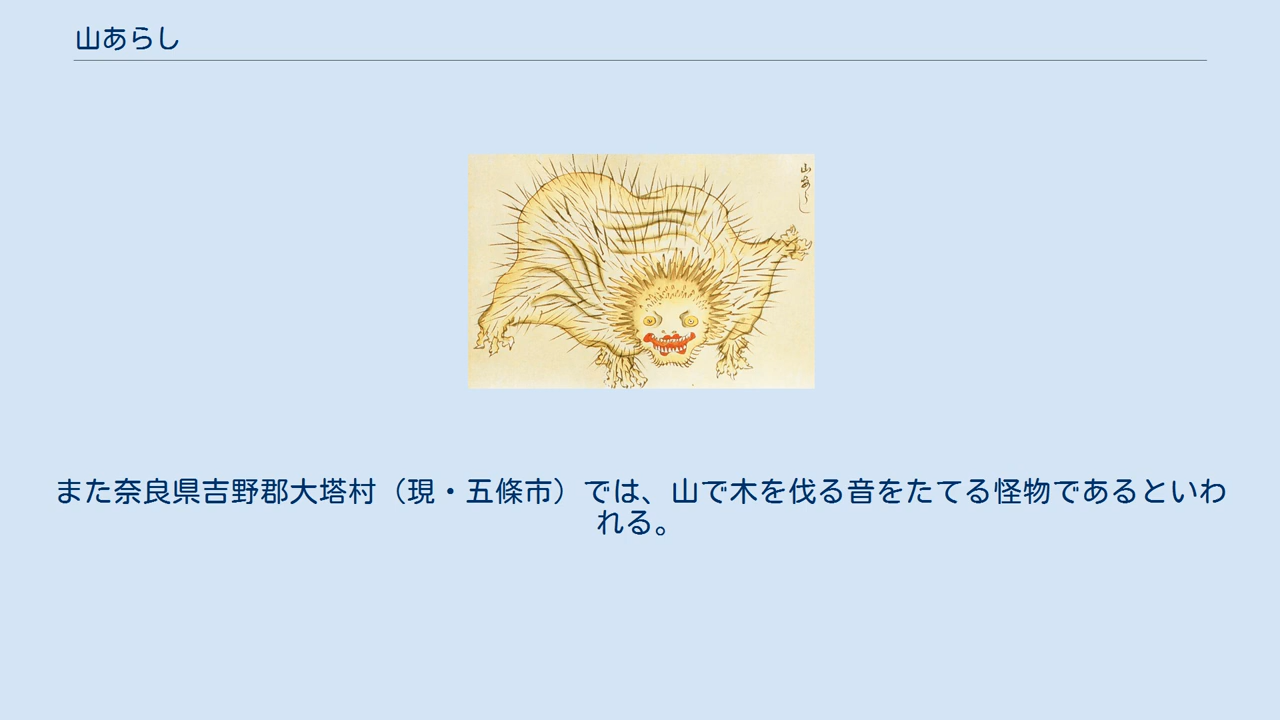 山あらし
山あらし
また奈良県吉野郡大塔村（現・五條市）では、山で木を伐る音をたてる怪物であるといわ
れる。